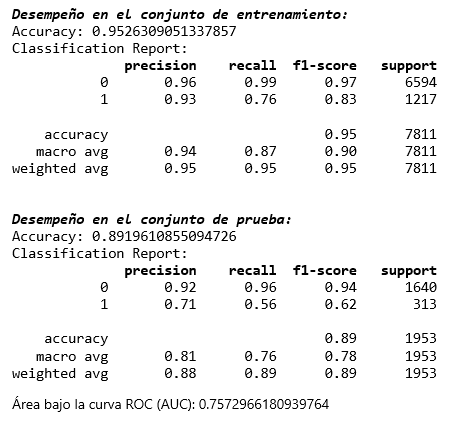 Desempeño en el conjunto de entrenamiento:
Accuracy: 0.9526309051337857
Classification Report:
precision recall f1-score support
0 0.96 0.99 0.97 6594
1 0.93 0.76 0.83 1217
accuracy 0.95 7811
macro avg 0.94 0.87 0.90 7811
weighted avg 0.95 0.95 0.95 7811
Desempeño en el conjunto de prueba:
Accuracy: 0.8919610855094726
Classification Report:
precision recall f1-score support
0 0.92 0.96 0.94 1640
1 0.71 0.56 0.62 313
accuracy 0.89 1953
macro avg 0.81 0.76 0.78 1953
weighted avg 0.88 0.89 0.89 1953
Área bajo la curva ROC (AUC): 0.7572966180939764